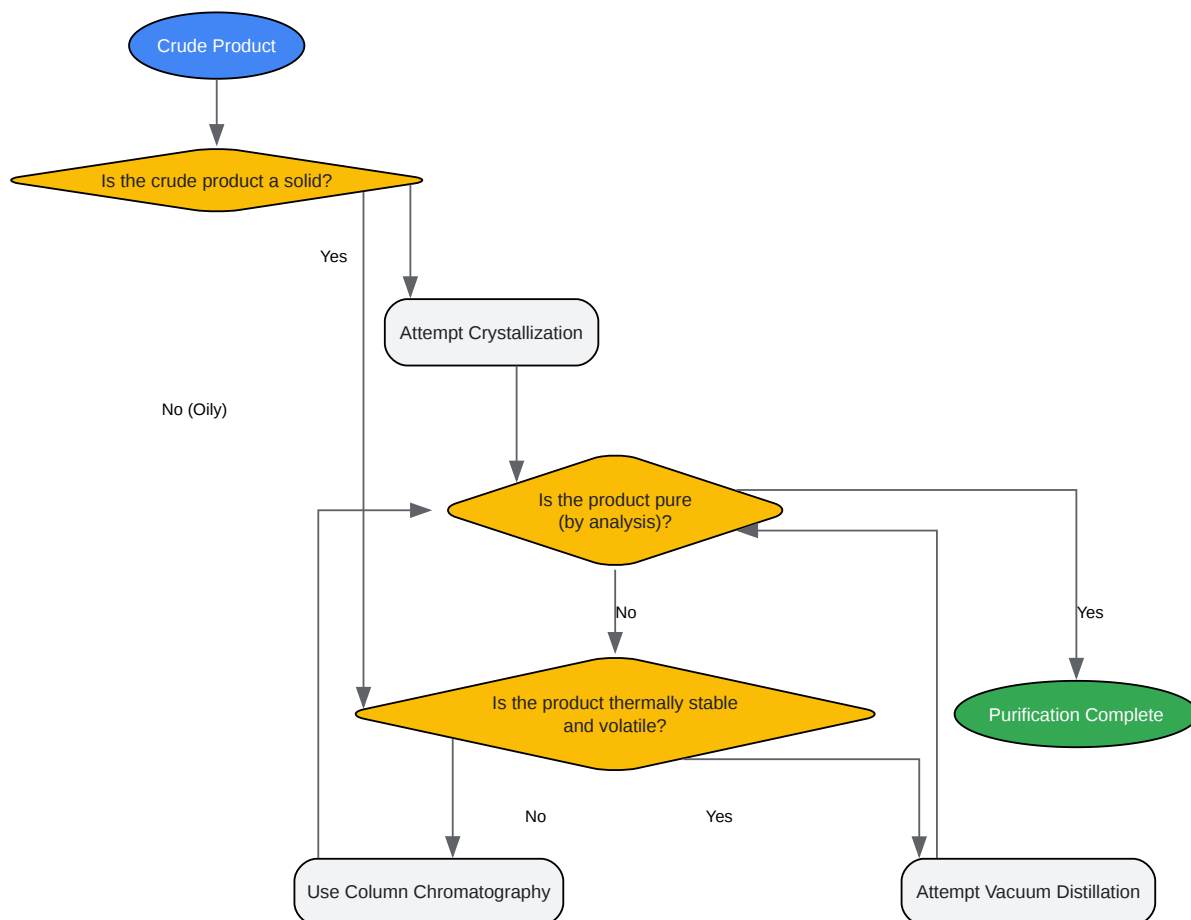 Crude Product
Is the crude product a solid?
Yes
Attempt Crystallization
No (Oily)
Is the product pure
(by analysis)?
No
Yes
Is the product thermally stable
and volatile?
Purification Complete
No
Yes
Use Column Chromatography
Attempt Vacuum Distillation